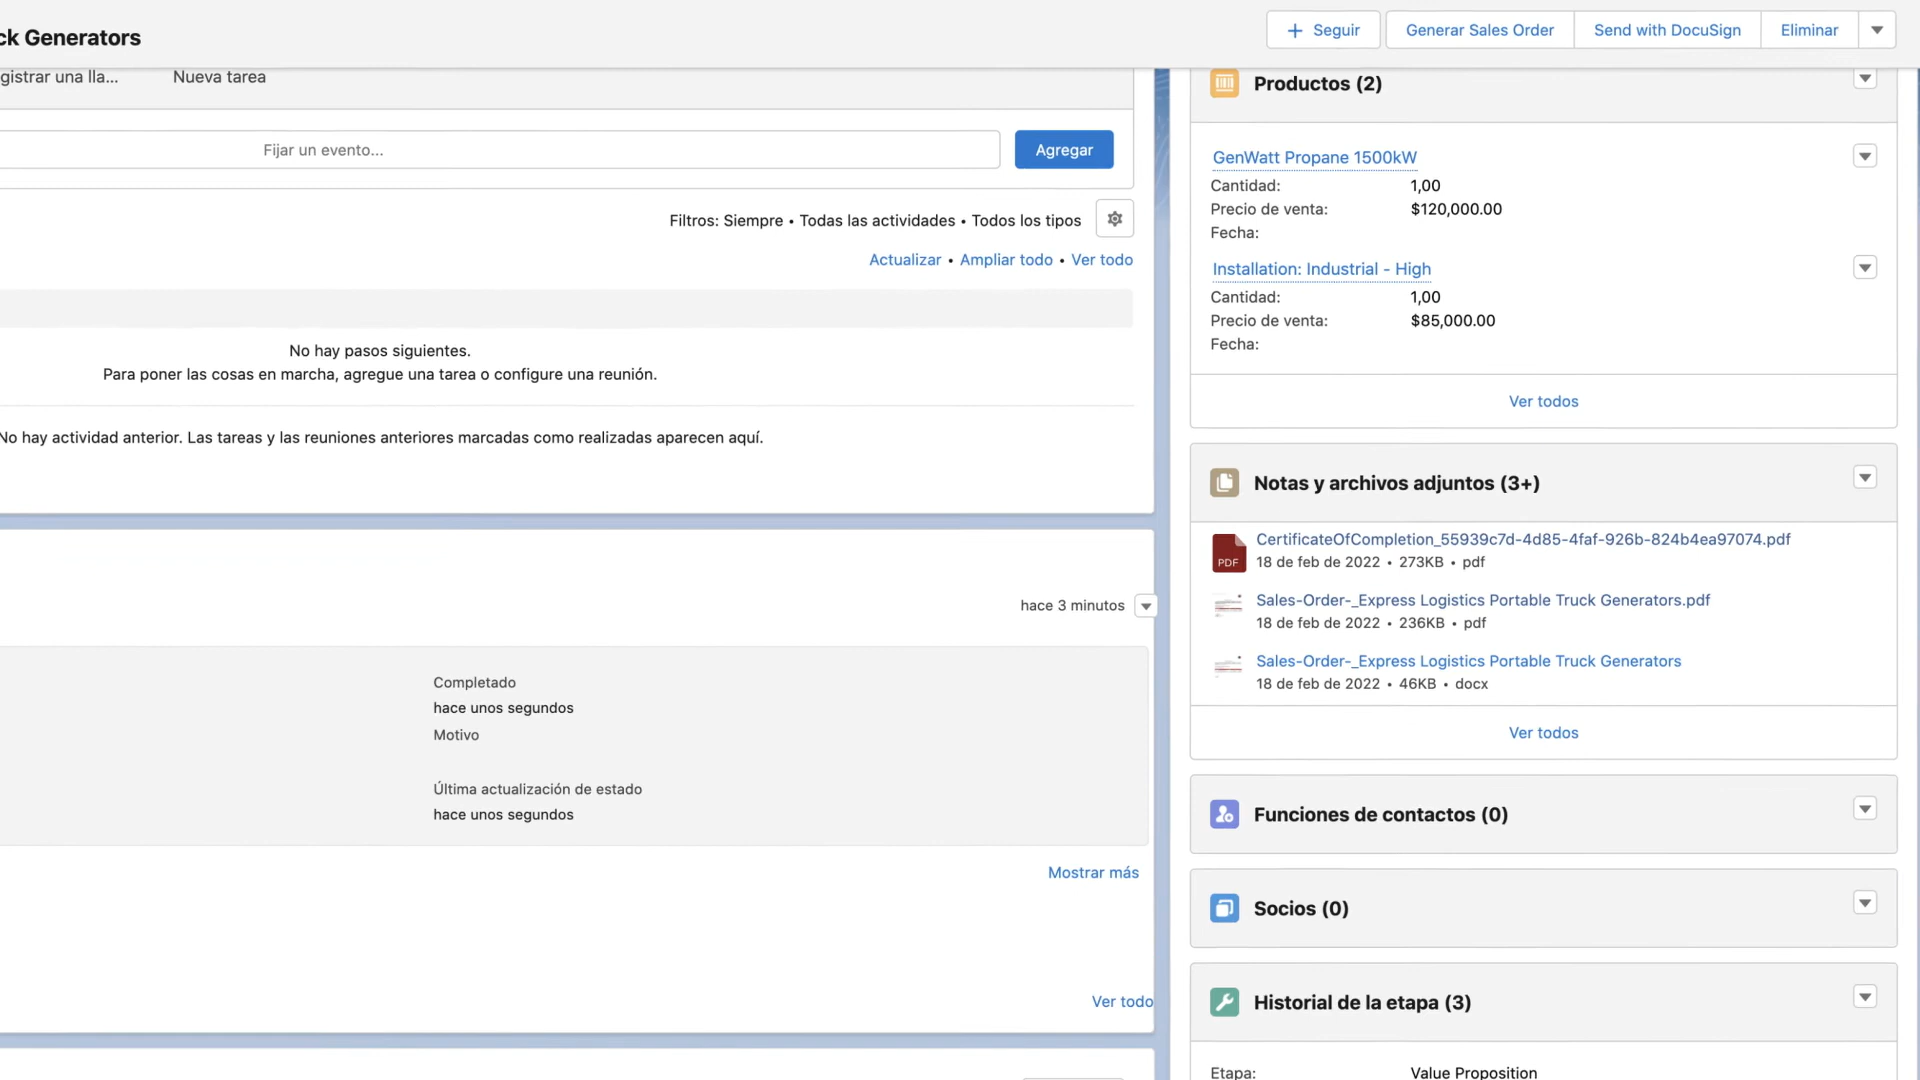 ck Generators
Seguir
Generar Sales Order
Send with DocuSign
Eliminar
gistrar una lla...
Nueva tarea
Fijar un evento...
Agregar
Filtros: Siempre • Todas las actividades • Todos los tipos
Actualizar • Ampliar todo • Ver todo
No hay pasos siguientes.
Para poner las cosas en marcha, agregue una tarea o configure una reunión.
No hay actividad anterior. Las tareas y las reuniones anteriores marcadas como realizadas aparecen aquí.
hace 3 minutos
Completado
hace unos segundos
Motivo
Última actualización de estado
hace unos segundos
Mostrar más
Ver todo
Productos (2)
GenWatt Propane 1500kW
Cantidad: 1,00
Precio de venta: $120,000.00
Fecha:
Installation: Industrial - High
Cantidad: 1,00
Precio de venta: $85,000.00
Fecha:
Ver todos
Notas y archivos adjuntos (3+)
PDF
CertificateOfCompletion_55939c7d-4d85-4faf-926b-824b4ea97074.pdf
18 de feb de 2022 • 273KB • pdf
Sales-Order-_Express Logistics Portable Truck Generators.pdf
18 de feb de 2022 • 236KB • pdf
Sales-Order-_Express Logistics Portable Truck Generators
18 de feb de 2022 • 46KB • docx
Ver todos
Funciones de contactos (0)
Socios (0)
Historial de la etapa (3)
Etapa: Value Proposition